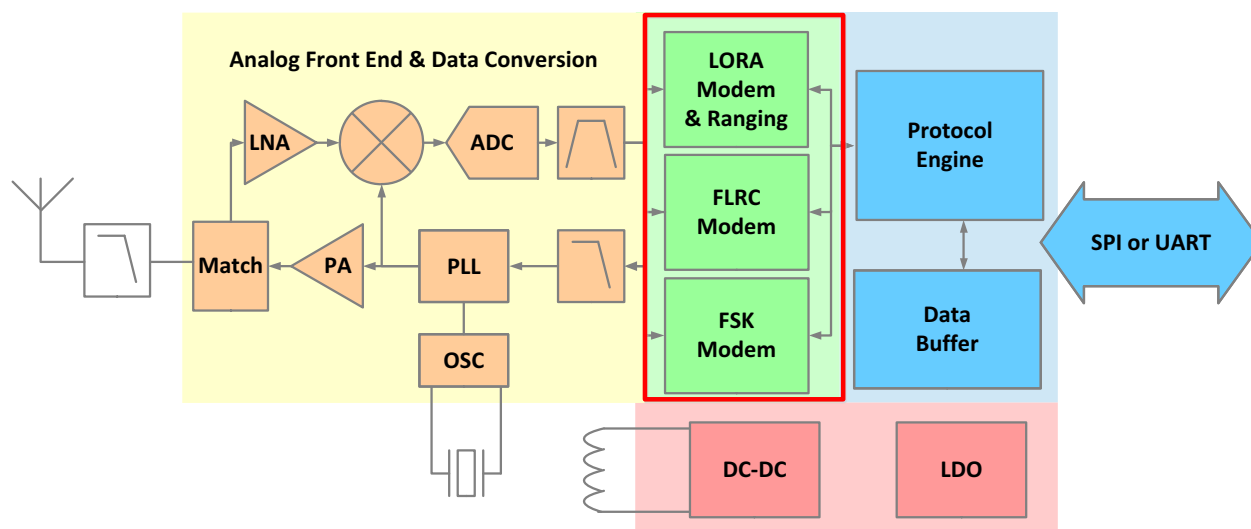 Analog Front End & Data Conversion
LNA
ADC
Match
PA
PLL
OSC
LORA
Modem
& Ranging
FLRC
Modem
FSK
Modem
Protocol
Engine
Data
Buffer
SPI or UART
DC-DC
LDO